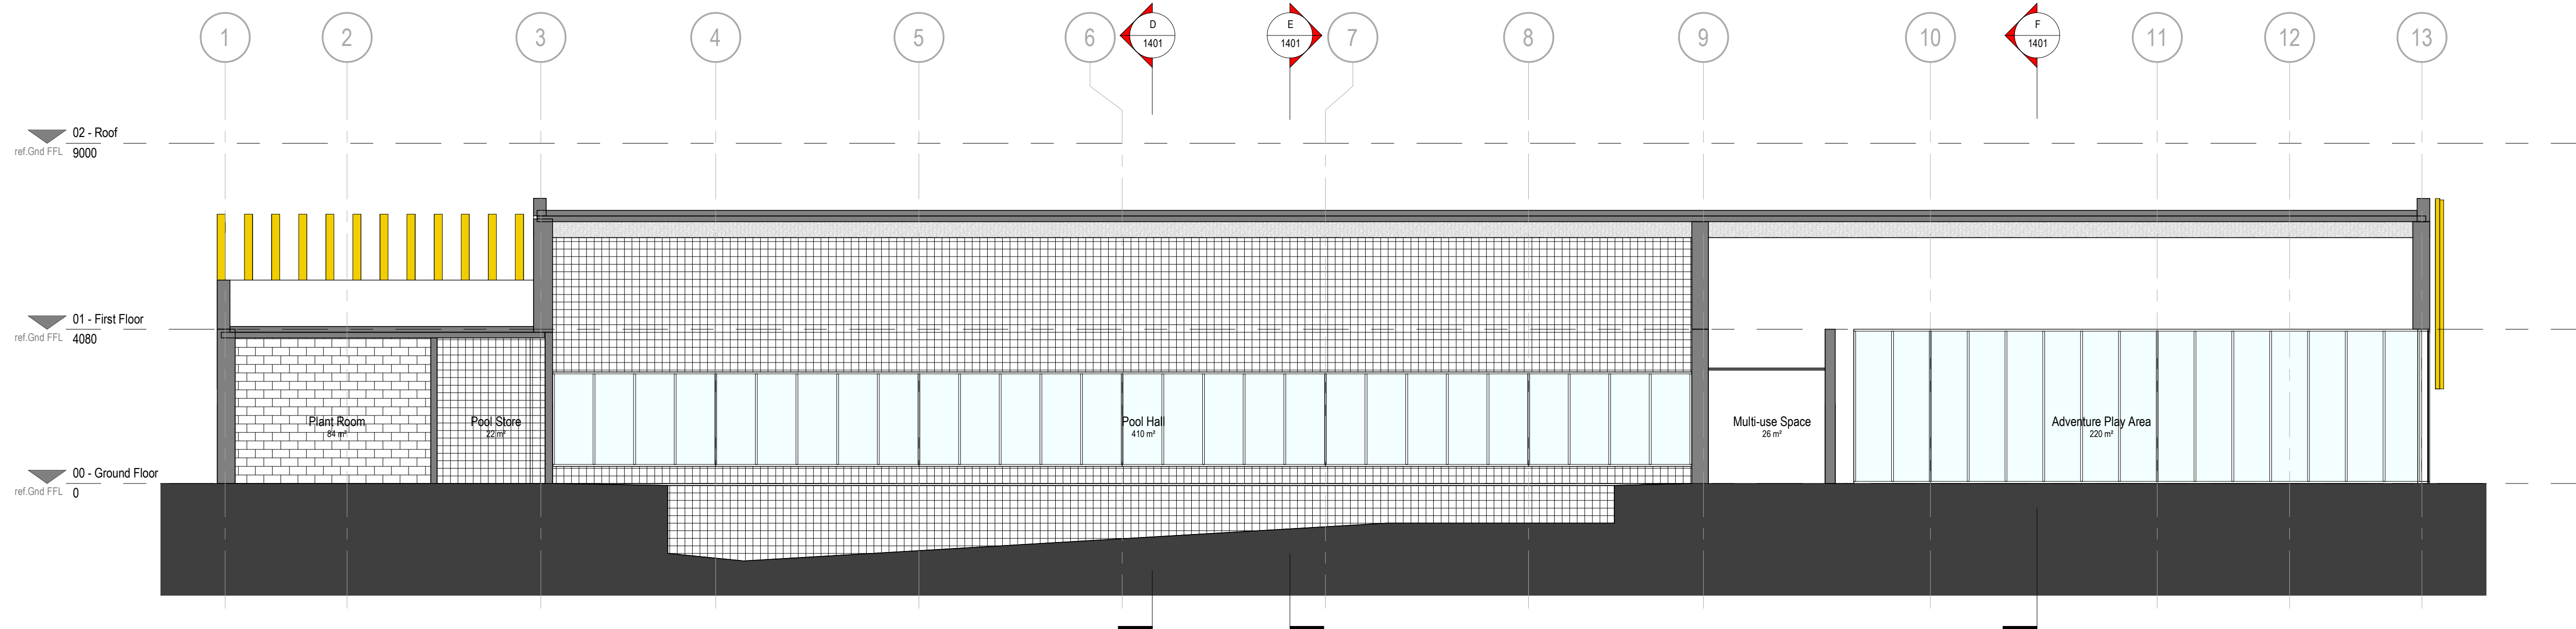 1
2
3
4
5
6
D
1401
E
1401
7
8
9
10
F
1401
11
12
13
02 - Roof
ref.Gnd FFL 9000
01 - First Floor
ref.Gnd FFL 4080
Plant Room
84 m²
Pool Store
22 m²
Pool Hall
410 m²
Multi-use Space
26 m²
Adventure Play Area
220 m²
00 - Ground Floor
ref.Gnd FFL 0